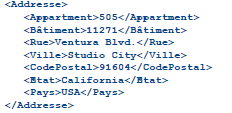 <Addresse>
<Appartment>505</Appartment>
<Bâtiment>11271</Bâtiment>
<Rue>Ventura Blvd.</Rue>
<Ville>Studio City</Ville>
<CodePostal>91604</CodePostal>
<Etat>California</Etat>
<Pays>USA</Pays>
</Addresse>